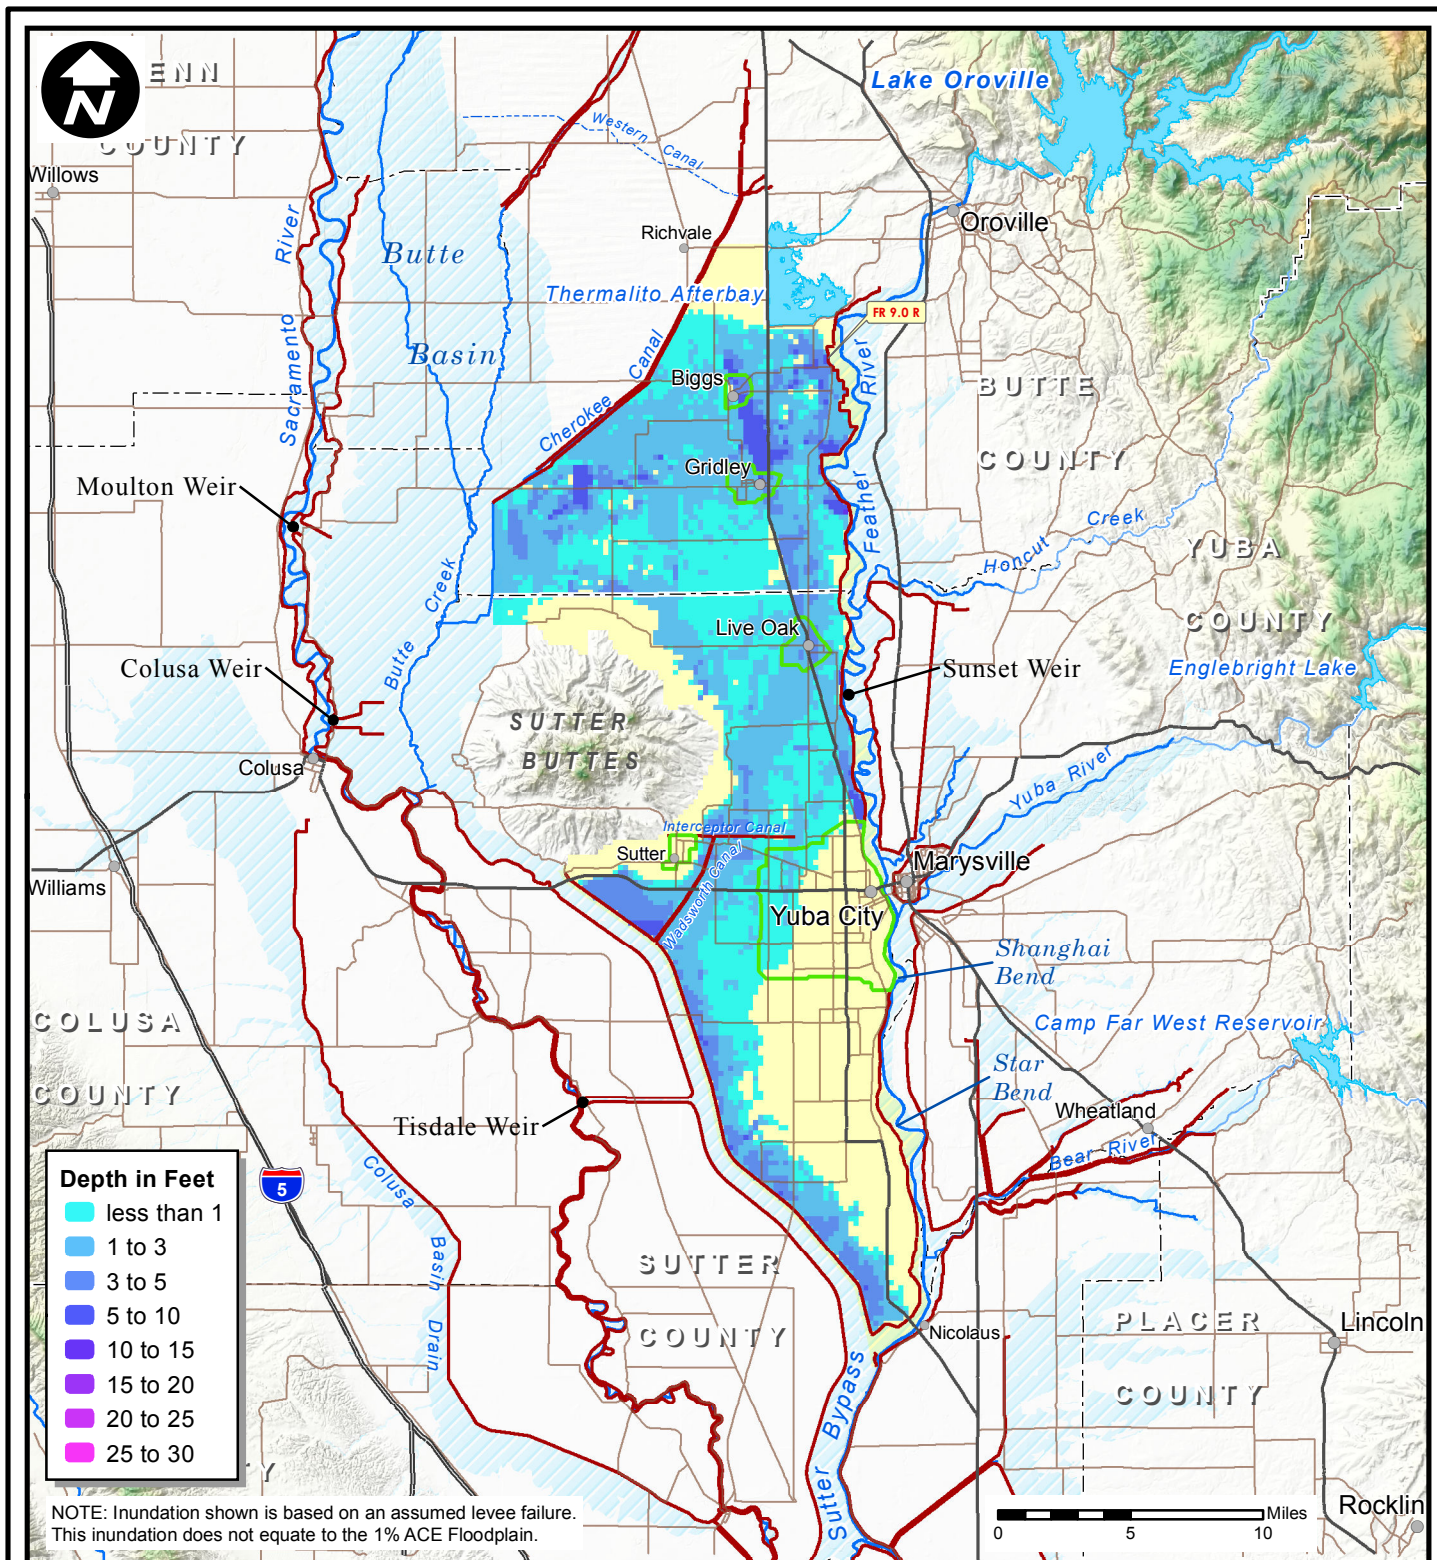 N
ENN
COUNTY
Lake Oroville
Western
Canal
Willows
Richvale
Oroville
Sacramento
River
Butte
Basin
Thermalito Afterbay
FR 9.0 R
Cherokee
Canal
Biggs
Feather
River
BUTTE
COUNTY
Gridley
Moulton Weir
Honcut
Creek
YUBA
COUNTY
Butte
Creek
Live Oak
Colusa Weir
Sunset Weir
Englebright Lake
SUTTER
BUTTES
Colusa
Yuba River
Interceptor Canal
Sutter
Wadsworth Canal
Marysville
Williams
Yuba City
Shanghai
Bend
COLUSA
COUNTY
Camp Far West Reservoir
Star
Bend
Wheatland
Tisdale Weir
Bear River
Depth in Feet
less than 1
1 to 3
3 to 5
5 to 10
10 to 15
15 to 20
20 to 25
25 to 30
5
Colusa
Basin
Drain
SUTTER
COUNTY
PLACER
COUNTY
Nicolaus
Lincoln
Sutter
Bypass
Y
NOTE: Inundation shown is based on an assumed levee failure.
This inundation does not equate to the 1% ACE Floodplain.
Miles
0 5 10
Rocklin